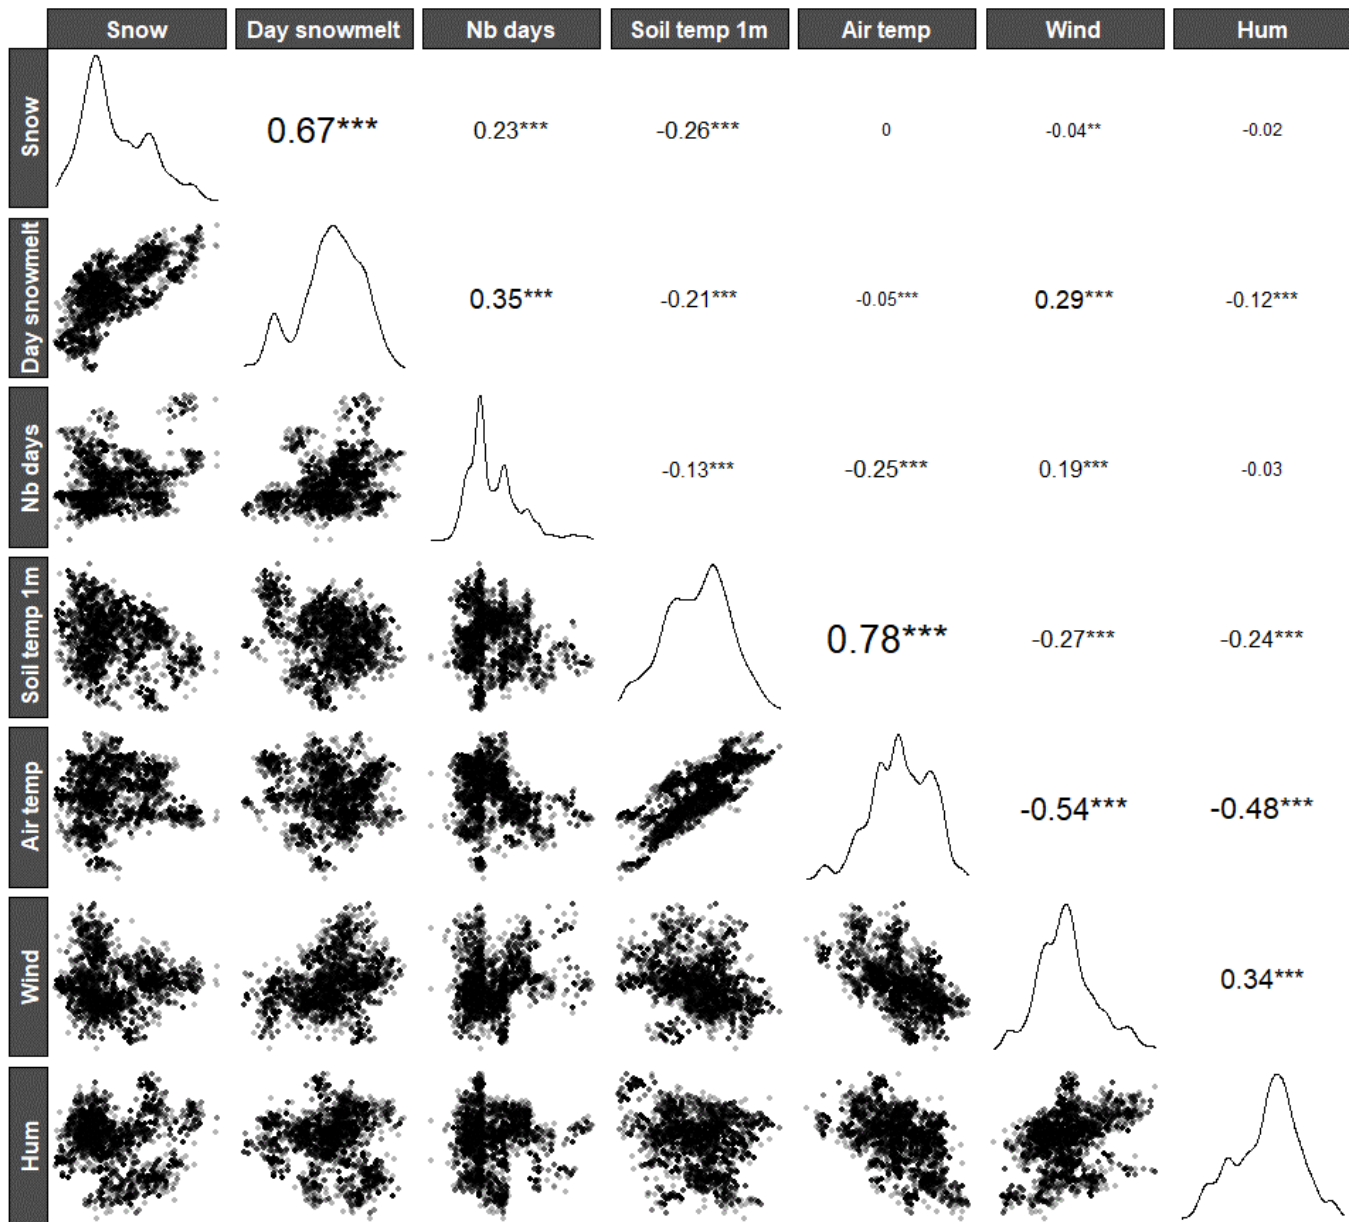 Snow Day snowmelt Nb days Soil temp 1m Air temp Wind Hum
Snow 0.67*** 0.23*** -0.26*** 0 -0.04** -0.02
Day snowmelt 0.35*** -0.21*** -0.05*** 0.29*** -0.12***
Nb days -0.13*** -0.25*** 0.19*** -0.03
Soil temp 1m 0.78*** -0.27*** -0.24***
Air temp -0.54*** -0.48***
Wind 0.34***
Hum